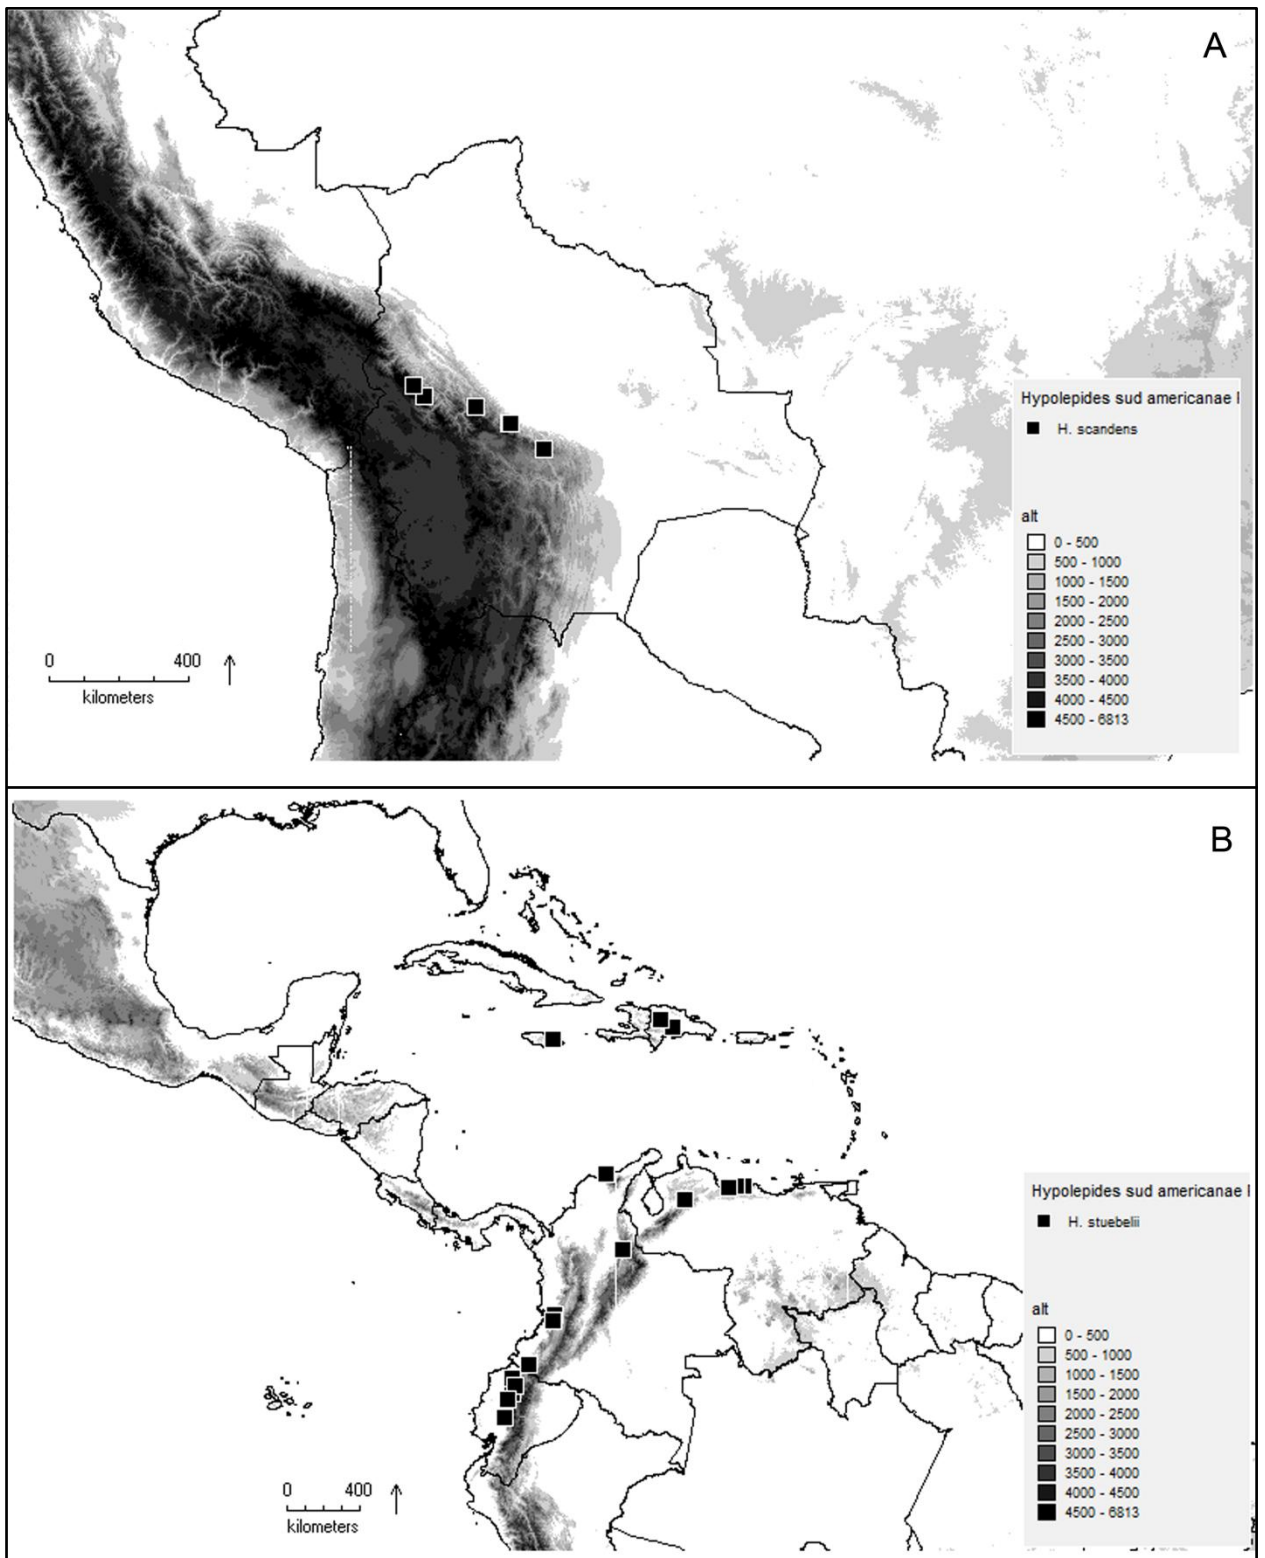 A
Hypolepides sud americanae
H. scandens
alt
0 - 500
500 - 1000
1000 - 1500
1500 - 2000
2000 - 2500
2500 - 3000
3000 - 3500
3500 - 4000
4000 - 4500
4500 - 6813
0 400
kilometers
B
Hypolepides sud americanae
H. stuebelii
alt
0 - 500
500 - 1000
1000 - 1500
1500 - 2000
2000 - 2500
2500 - 3000
3000 - 3500
3500 - 4000
4000 - 4500
4500 - 6813
0 400
kilometers